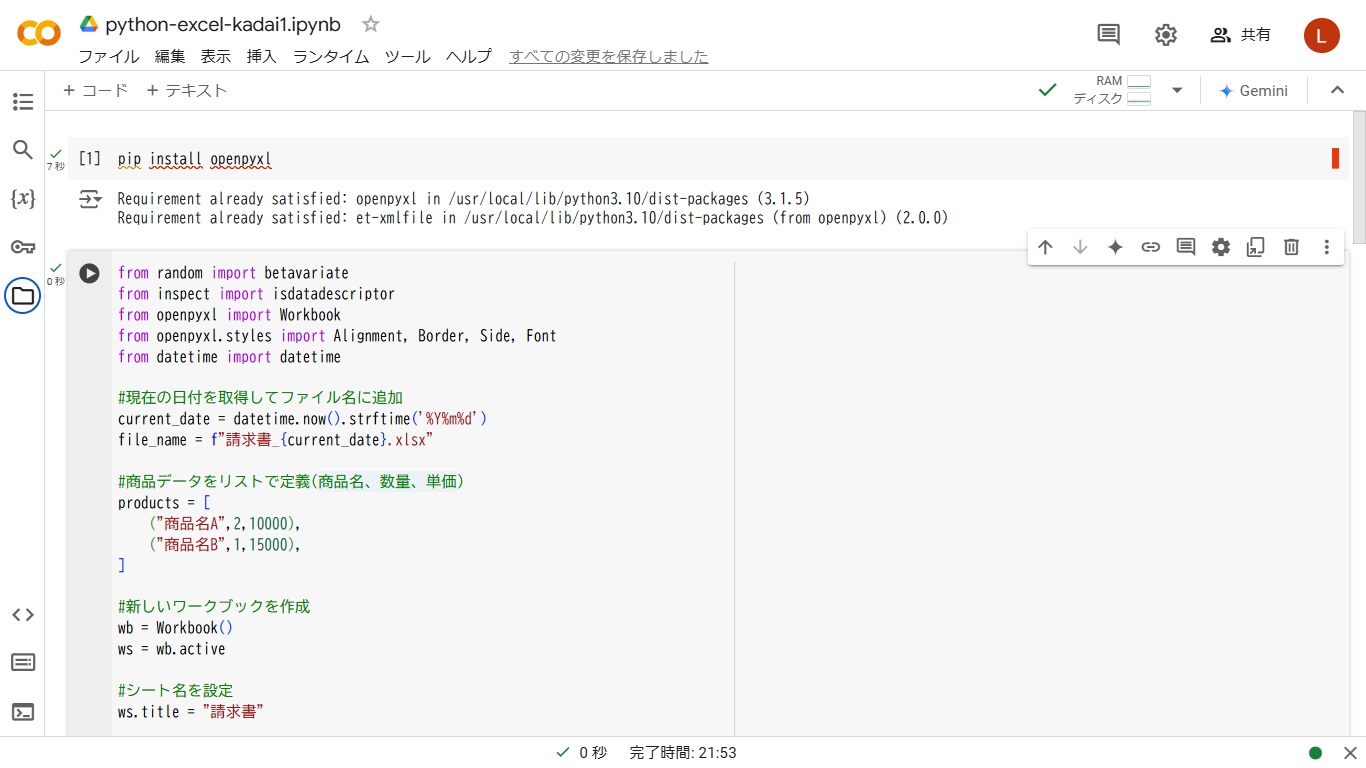 python-excel-kadai1.ipynb
ファイル 編集 表示 挿入 ランタイム ツール ヘルプ すべての変更を保存しました
共有
L
+ コード + テキスト
RAM
ディスク
Gemini
7 秒
[1] pip install openpyxl
Requirement already satisfied: openpyxl in /usr/local/lib/python3.10/dist-packages (3.1.5)
Requirement already satisfied: et-xmlfile in /usr/local/lib/python3.10/dist-packages (from openpyxl) (2.0.0)
{x}
0 秒
from random import betavariate
from inspect import isdatadescriptor
from openpyxl import Workbook
from openpyxl.styles import Alignment, Border, Side, Font
from datetime import datetime
#現在の日付を取得してファイル名に追加
current_date = datetime.now().strftime('%Y%m%d')
file_name = f"請求書_{current_date}.xlsx"
#商品データをリストで定義(商品名、数量、単価)
products = [
("商品名A",2,10000),
("商品名B",1,15000),
]
#新しいワークブックを作成
wb = Workbook()
ws = wb.active
#シート名を設定
ws.title = "請求書"
0 秒 完了時間: 21:53